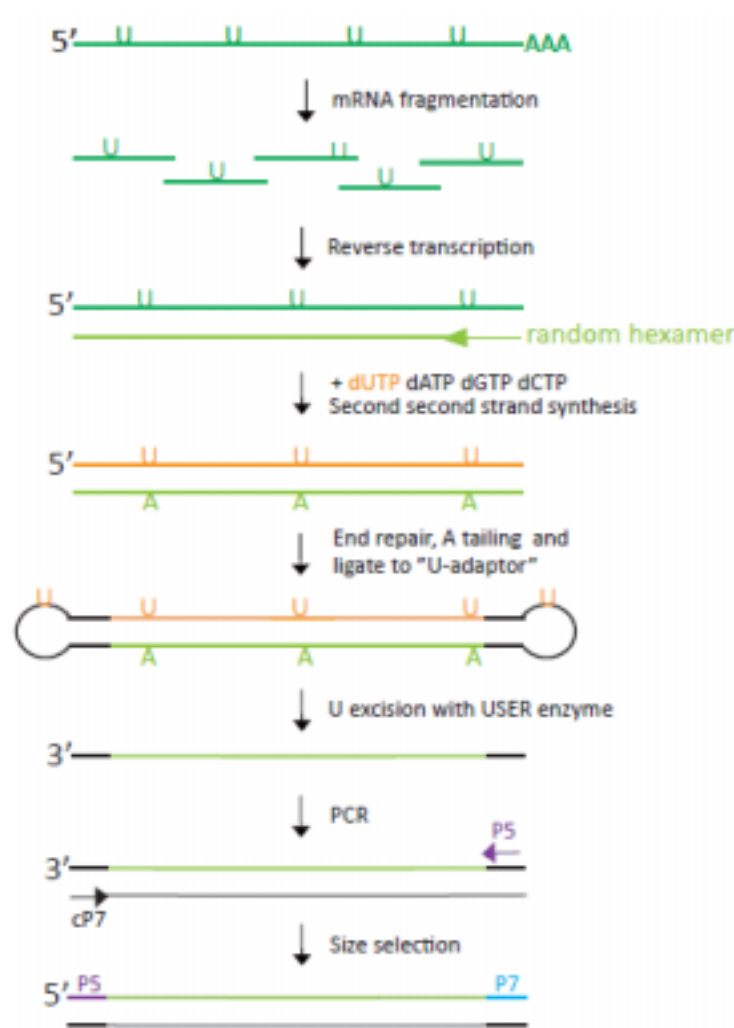 5’ U U U U AAA
mRNA fragmentation
U U U U U
Reverse transcription
5’ U U U
random hexamer
+ dUTP dATP dGTP dCTP
Second second strand synthesis
5’ U U U
A A A
End repair, A tailing and
ligate to “U-adaptor”
U U U U U
A A A
U excision with USER enzyme
3’
PCR
P5
3’
cP7
Size selection
5’ P5 P7